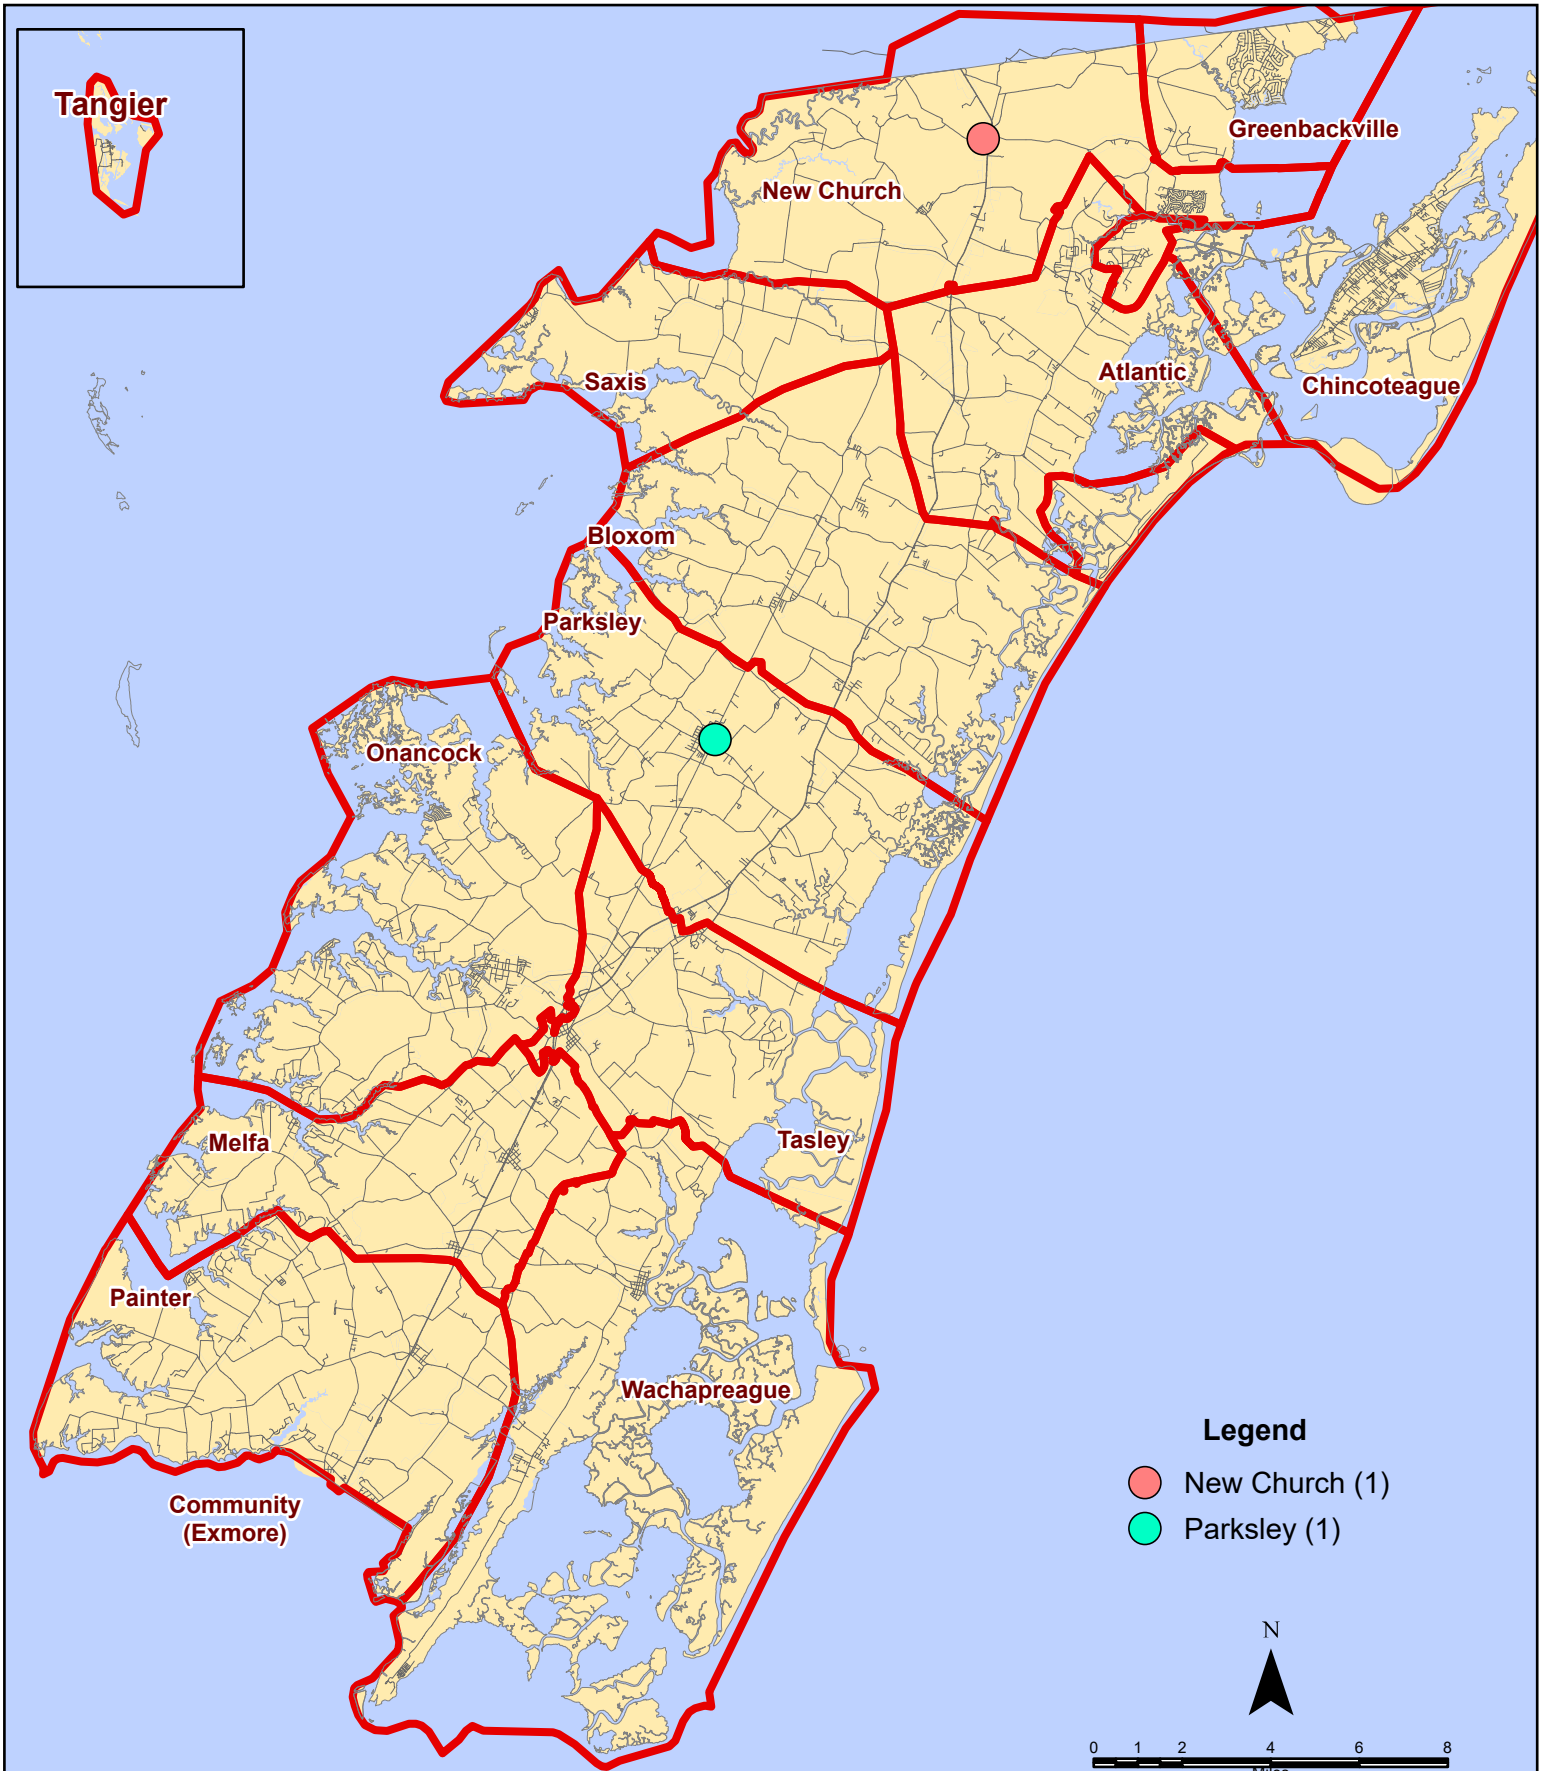 Tangier
Greenbackville
New Church
Saxis
Atlantic
Chincoteague
Bloxom
Parksley
Onancock
Melfa
Tasley
Painter
Wachapreague
Community
(Exmore)
Legend
New Church (1)
Parksley (1)
N
0 1 2 4 6 8
Miles